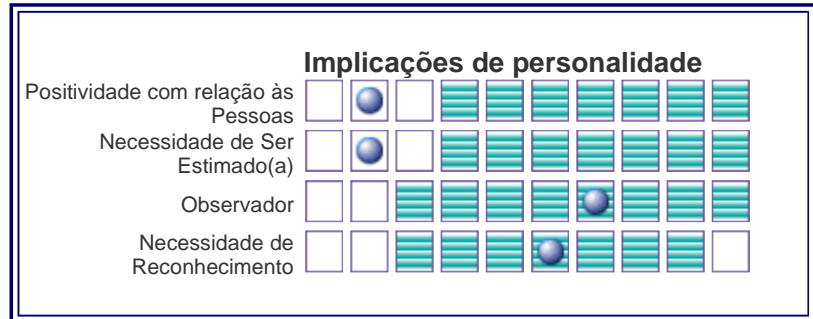 Implicações de personalidade
Positividade com relação às
Pessoas
Necessidade de Ser
Estimado(a)
Observador
Necessidade de
Reconhecimento